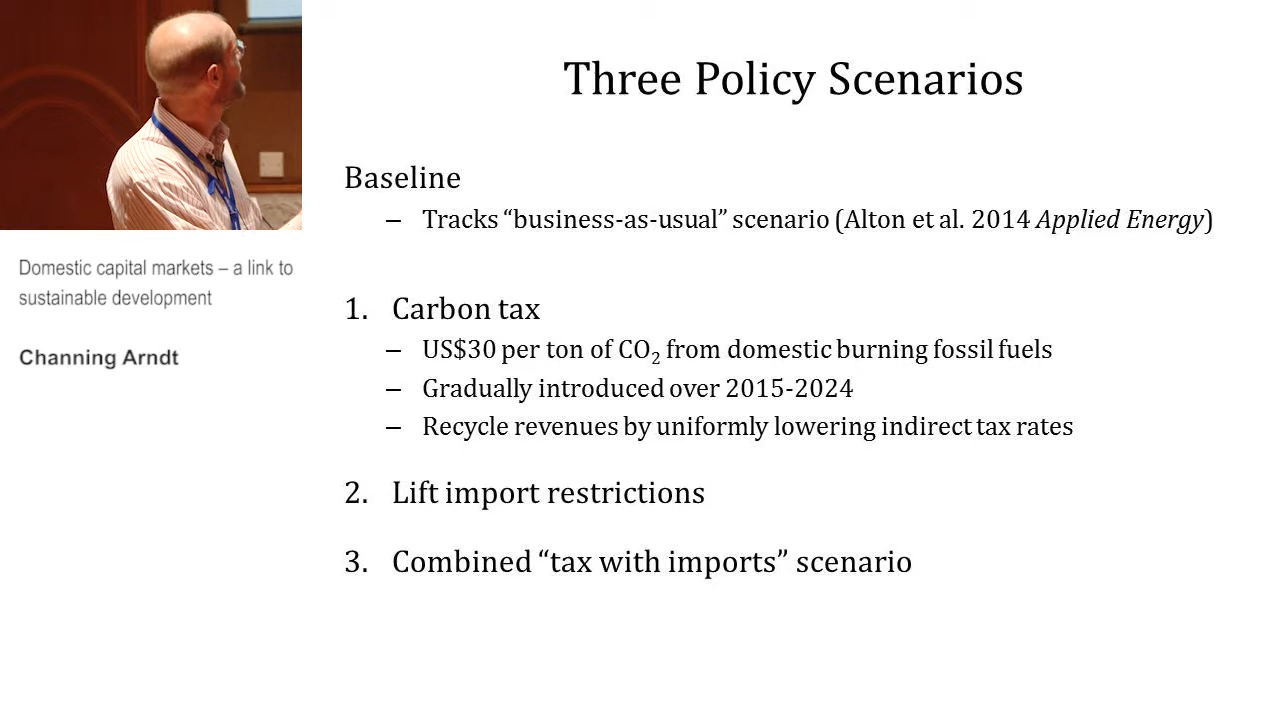 Three Policy Scenarios
Baseline
– Tracks “business-as-usual” scenario (Alton et al. 2014 Applied Energy)
1. Carbon tax
– US$30 per ton of CO₂ from domestic burning fossil fuels
– Gradually introduced over 2015-2024
– Recycle revenues by uniformly lowering indirect tax rates
2. Lift import restrictions
3. Combined “tax with imports” scenario
Domestic capital markets – a link to
sustainable development
Channing Arndt